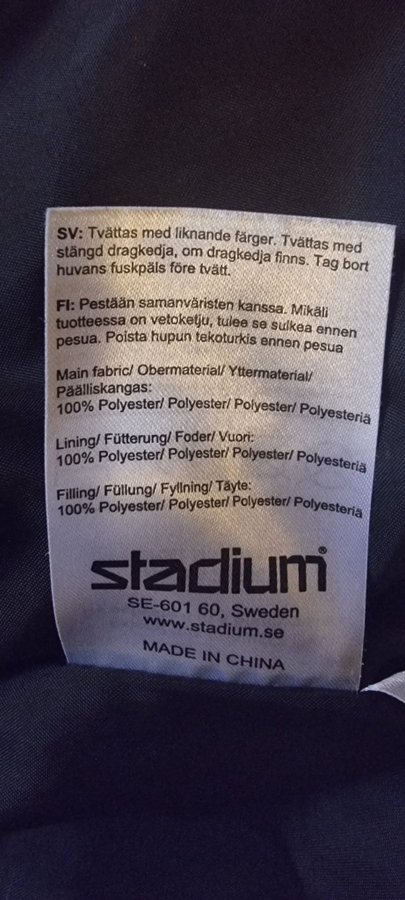 SV: Tvättas med liknande färger. Tvättas med
stängd dragkedja, om dragkedja finns. Tag bort
huvans fuskpäls före tvätt.
FI: Pestään samanväristen kanssa. Mikäli
tuotteessa on vetoketju, tulee se sulkea ennen
pesua. Poista hupun tekoturkis ennen pesua
Main fabric/ Obermaterial/ Yttermaterial/
Päälliskangas:
100% Polyester/ Polyester/ Polyester/ Polyesteriä
Lining/ Fütterung/ Foder/ Vuori:
100% Polyester/ Polyester/ Polyester/ Polyesteriä
Filling/ Füllung/ Fyllning/ Täyte:
100% Polyester/ Polyester/ Polyester/ Polyesteriä
stadium®
SE-601 60, Sweden
www.stadium.se
MADE IN CHINA